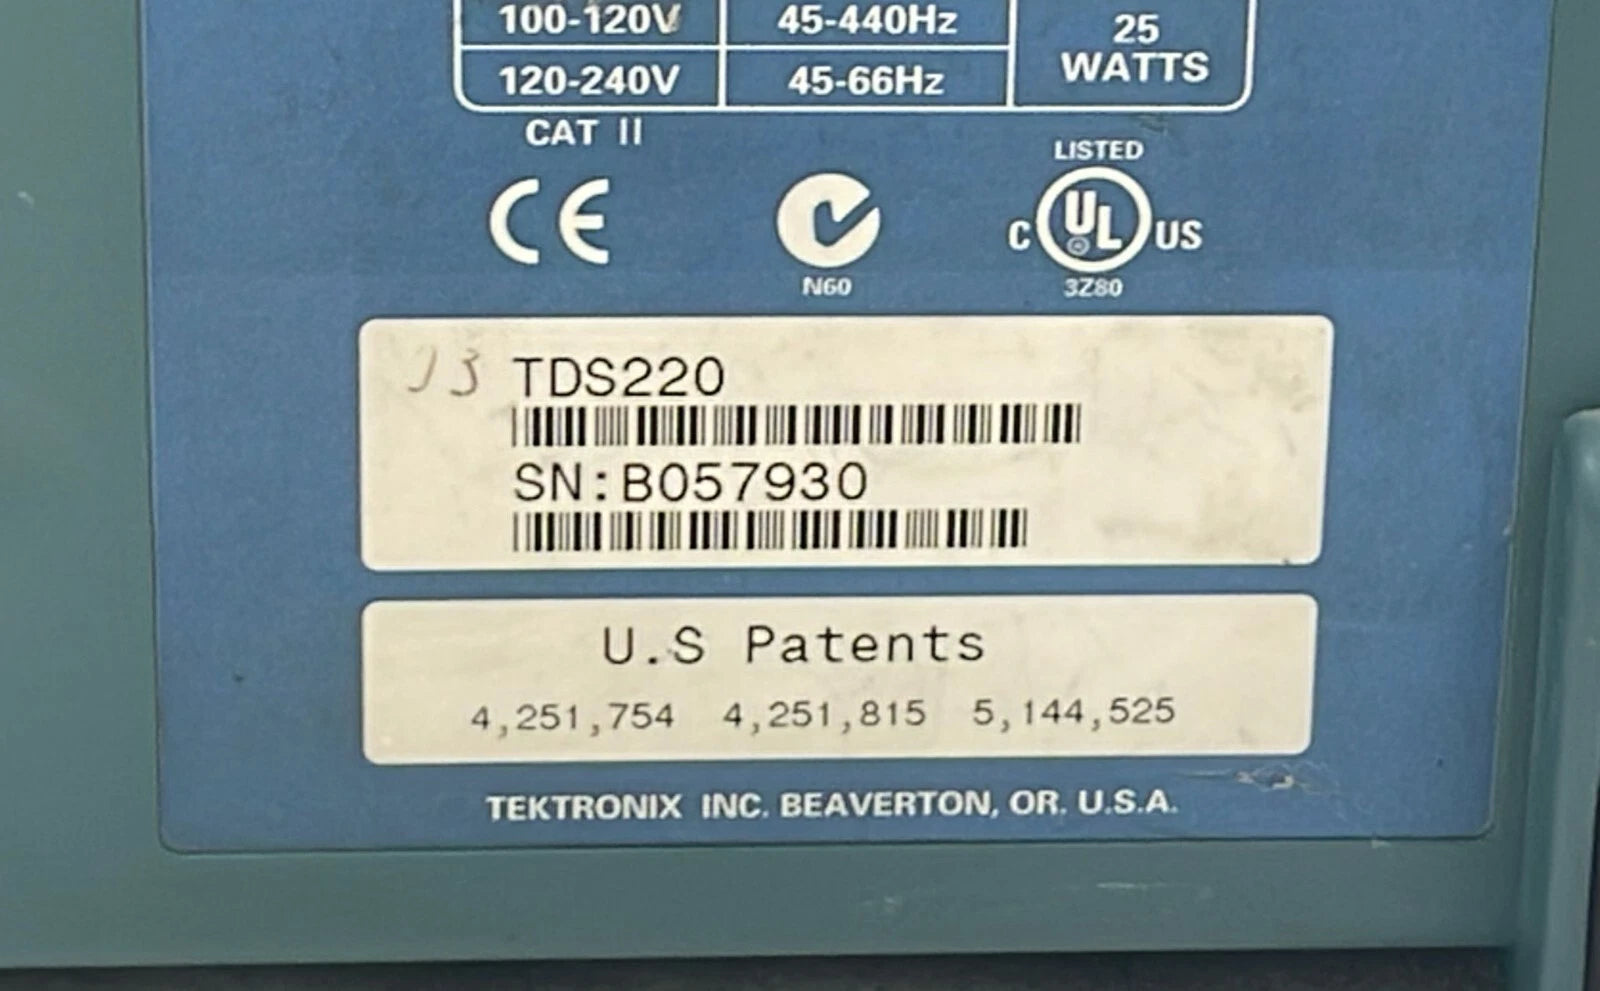 100-120V 45-440Hz 25 WATTS
120-240V 45-66Hz
CAT II
LISTED
CE C UL US
N60 3Z80
J3 TDS220
SN:B057930
U.S Patents
4,251,754 4,251,815 5,144,525
TEKTRONIX INC. BEAVERTON, OR. U.S.A.